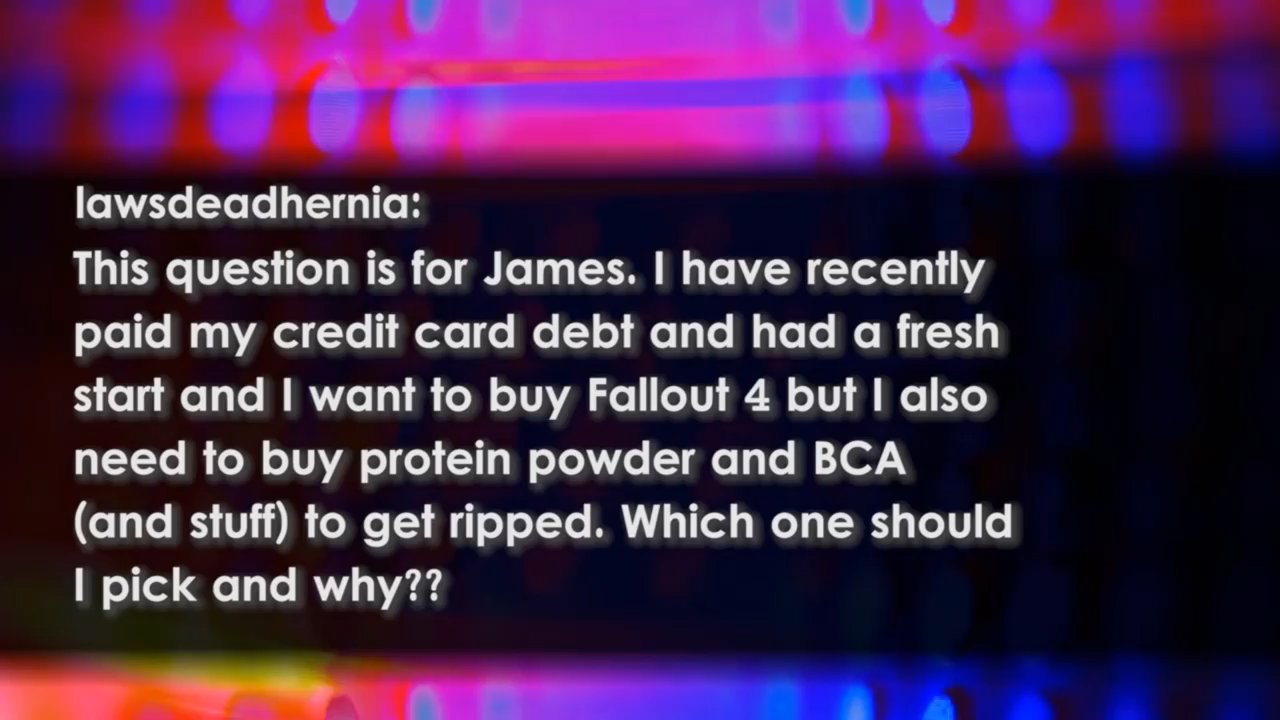 lawsdeadhernia:
This question is for James. I have recently
paid my credit card debt and had a fresh
start and I want to buy Fallout 4 but I also
need to buy protein powder and BCA
(and stuff) to get ripped. Which one should
I pick and why??